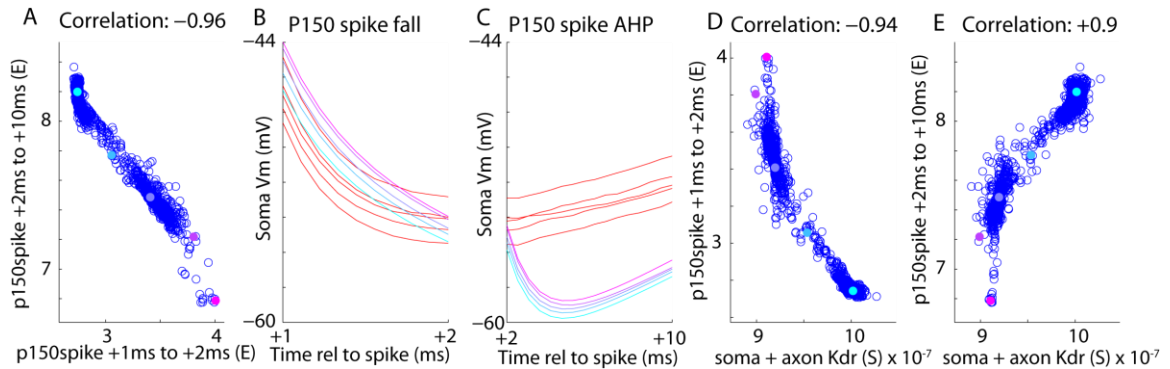 A
Correlation: −0.96
p150spike +2ms to +10ms (E)
8
7
3
4
p150spike +1ms to +2ms (E)
B
P150 spike fall
−44
Soma Vm (mV)
−60
+1
+2
Time rel to spike (ms)
C
P150 spike AHP
−44
Soma Vm (mV)
−60
+2
+10
Time rel to spike (ms)
D
Correlation: −0.94
p150spike +1ms to +2ms (E)
4
3
9
10
soma + axon Kdr (S) x 10⁻⁷
E
Correlation: +0.9
p150spike +2ms to +10ms (E)
8
7
9
10
soma + axon Kdr (S) x 10⁻⁷